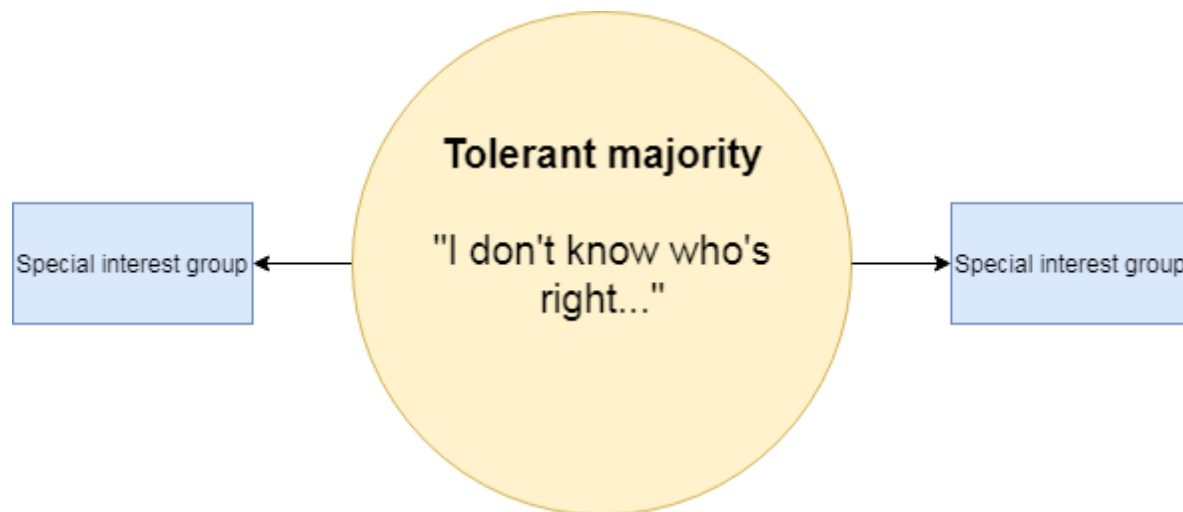 Tolerant majority
"I don't know who's
right..."
Special interest group
Special interest group